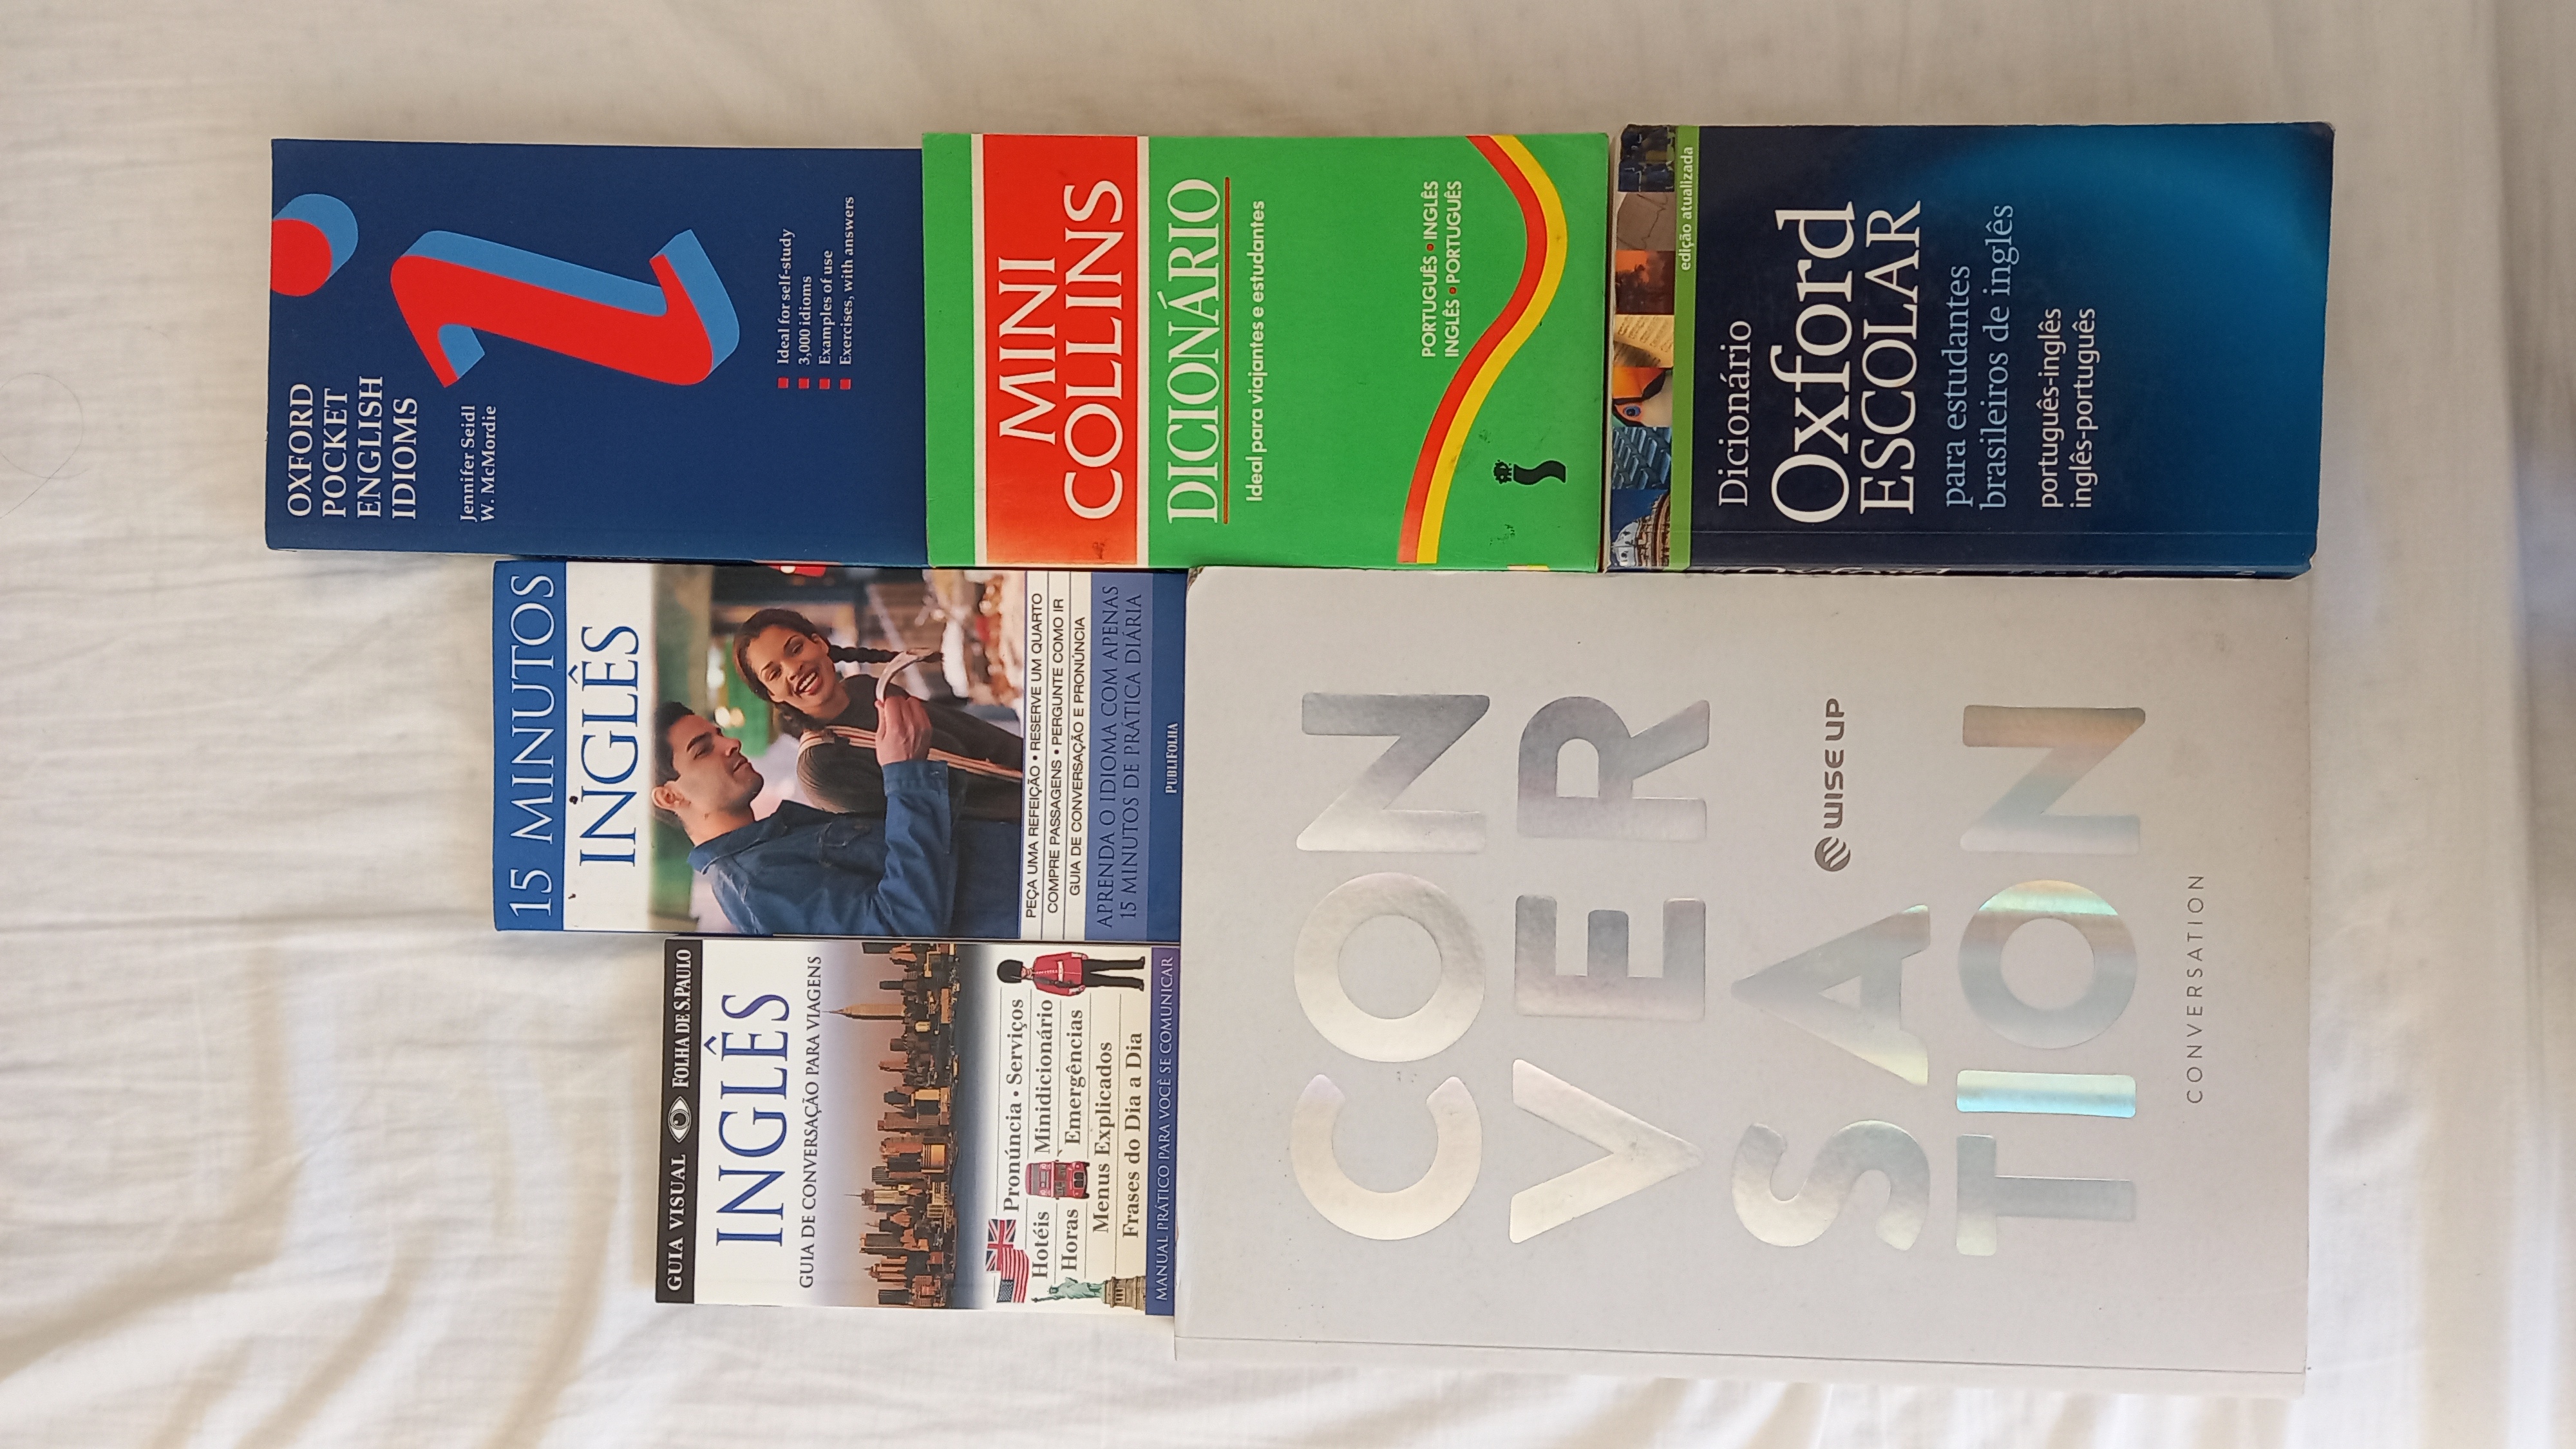 GUIA VISUAL FOLHA DE S.PAULO
INGLÊS
GUIA DE CONVERSAÇÃO PARA VIAGENS
Pronúncia • Serviços
Hotéis Minidicionário
Horas Emergências
Menus Explicados
Frases do Dia a Dia
MANUAL PRÁTICO PARA VOCÊ SE COMUNICAR
15 MINUTOS
INGLÊS
PEÇA UMA REFEIÇÃO • RESERVE UM QUARTO
COMPRE PASSAGENS • PERGUNTE COMO IR
GUIA DE CONVERSAÇÃO E PRONÚNCIA
APRENDA O IDIOMA COM APENAS
15 MINUTOS DE PRÁTICA DIÁRIA
PUBLIFOLHA
OXFORD
POCKET
ENGLISH
IDIOMS
Jennifer Seidl
W. McMordie
i
Ideal for self-study
3,000 idioms
Examples of use
Exercises, with answers
MINI
COLLINS
DICIONÁRIO
Ideal para viajantes e estudantes
PORTUGUÊS • INGLÊS
INGLÊS • PORTUGUÊS
CON
VER
SA
WISE UP
TION
CONVERSATION
edição atualizada
Dicionário
Oxford
ESCOLAR
para estudantes
brasileiros de inglês
português-inglês
inglês-português